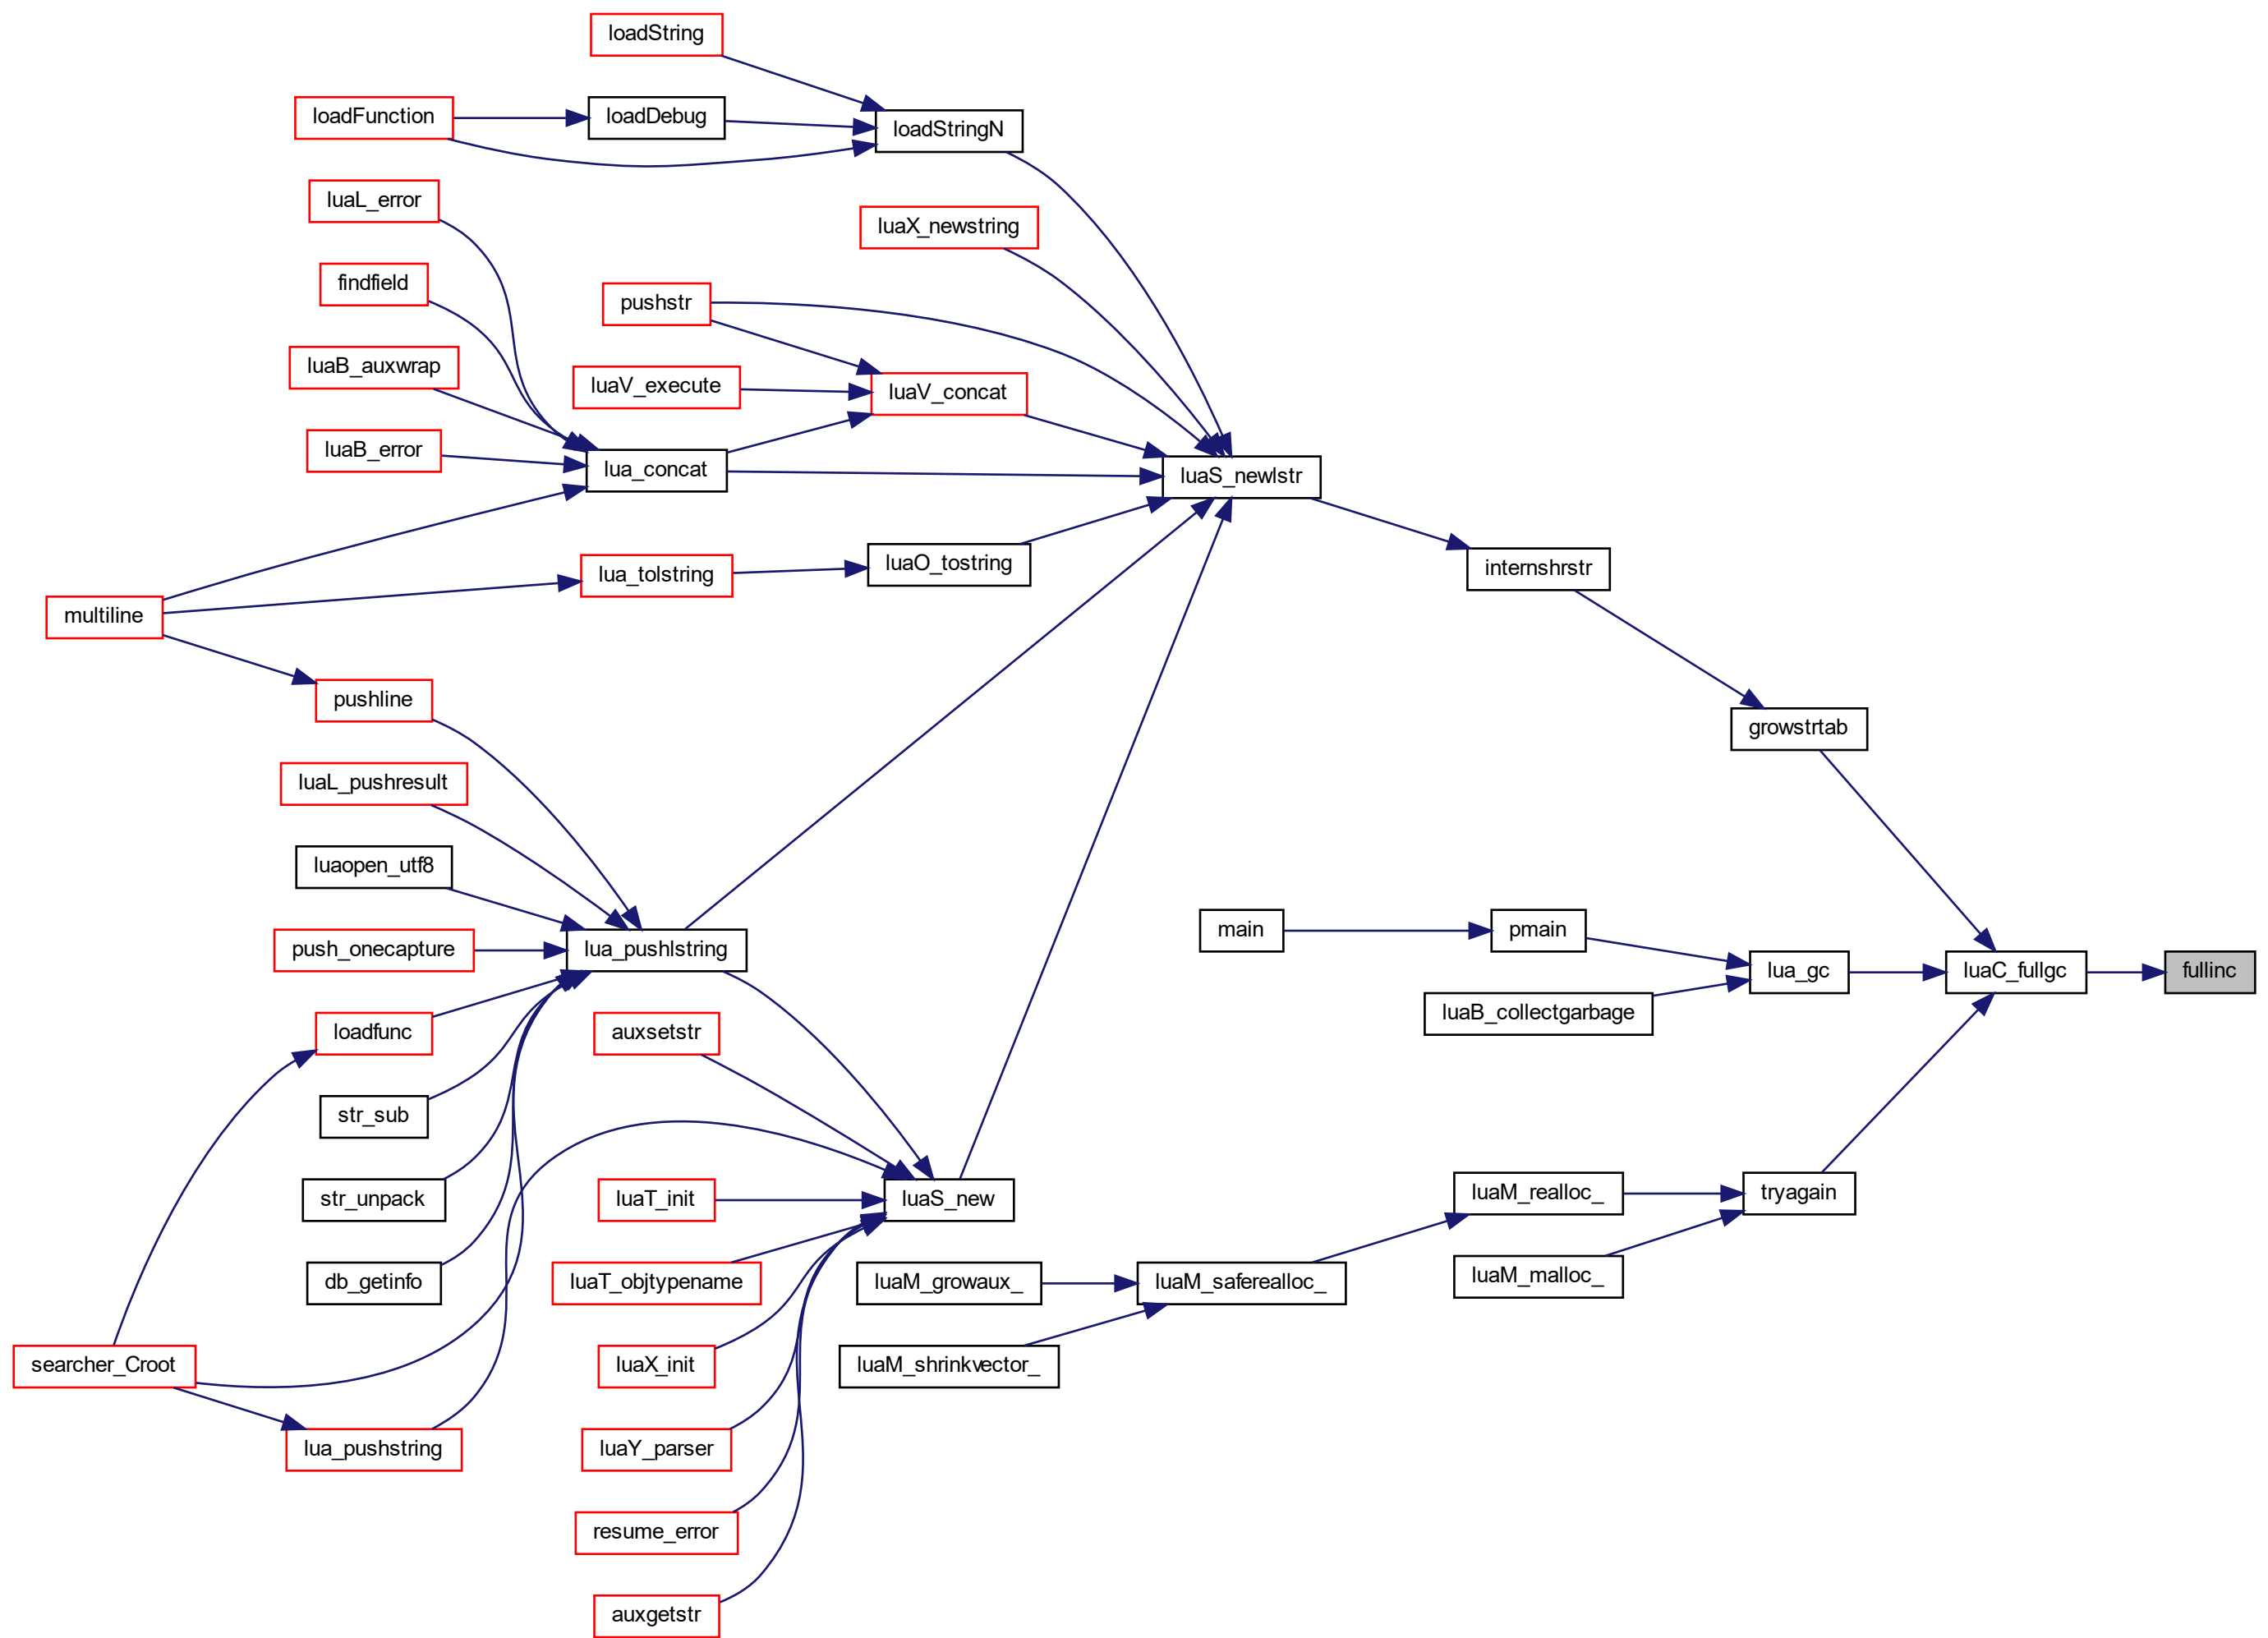 loadString
loadFunction
loadDebug
loadStringN
luaL_error
luaX_newstring
findfield
pushstr
luaB_auxwrap
luaV_execute
luaV_concat
luaB_error
lua_concat
luaS_newlstr
lua_tolstring
luaO_tostring
internshrstr
multiline
pushline
growstrtab
luaL_pushresult
luaopen_utf8
main
pmain
push_onecapture
lua_pushlstring
lua_gc
luaC_fullgc
fullinc
luaB_collectgarbage
loadfunc
auxsetstr
str_sub
str_unpack
luaT_init
luaS_new
luaM_realloc_
tryagain
db_getinfo
luaT_objtypename
luaM_growaux_
luaM_saferealloc_
luaM_malloc_
searcher_Croot
luaX_init
luaM_shrinkvector_
lua_pushstring
luaY_parser
resume_error
auxgetstr